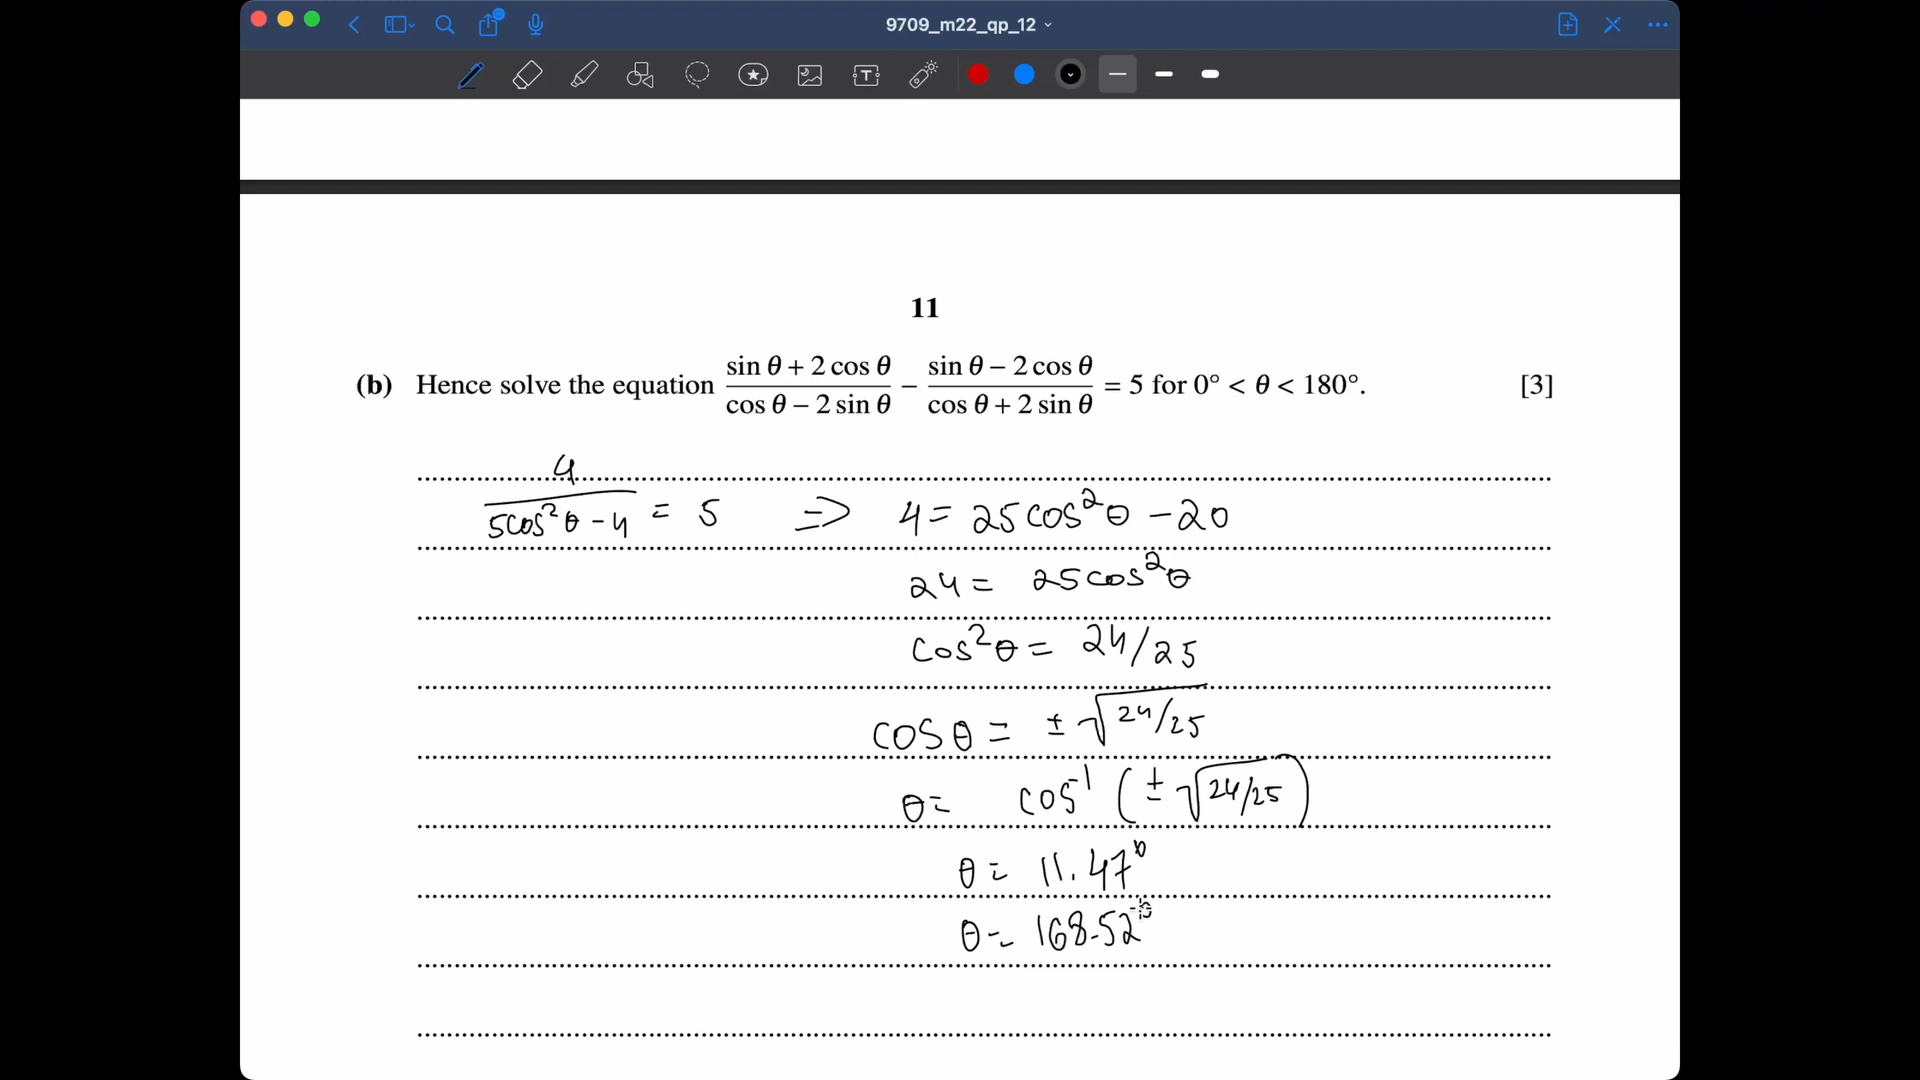 9709_m22_qp_12
11
(b) Hence solve the equation (sin θ + 2 cos θ)/(cos θ − 2 sin θ) − (sin θ − 2 cos θ)/(cos θ + 2 sin θ) = 5 for 0° < θ < 180°. [3]
4/(5cos²θ − 4) = 5 => 4 = 25cos²θ − 20
24 = 25cos²θ
cos²θ = 24/25
cosθ = ±√(24/25)
θ = cos⁻¹(±√(24/25))
θ = 11.47°
θ = 168.52°